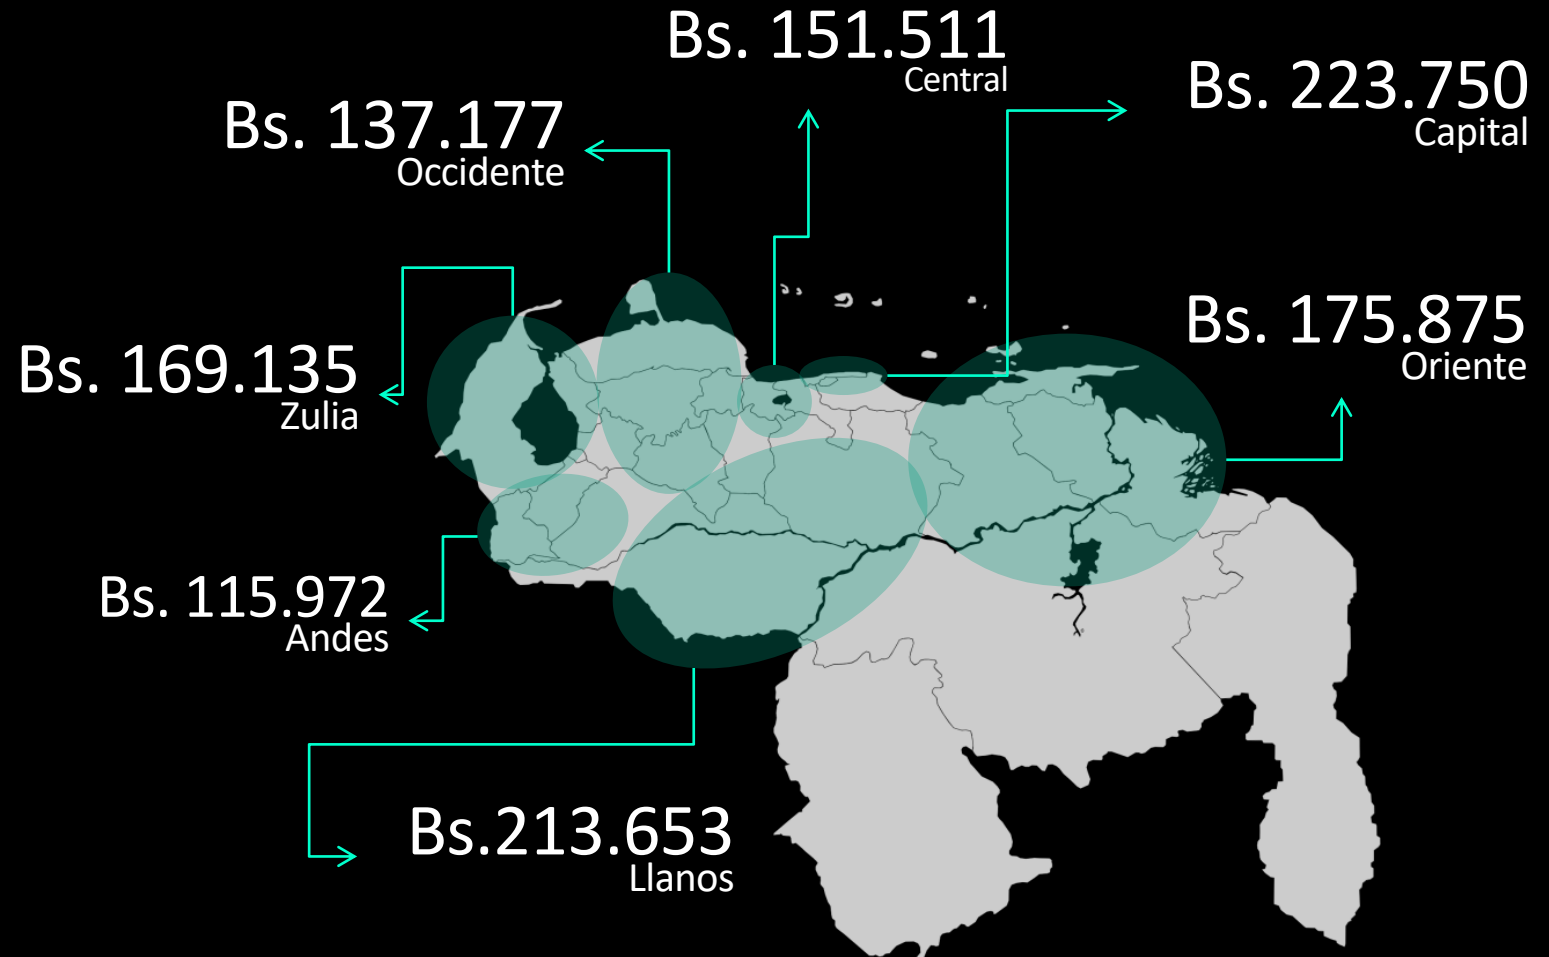 Bs. 151.511
Central
Bs. 223.750
Capital
Bs. 137.177
Occidente
Bs. 175.875
Oriente
Bs. 169.135
Zulia
Bs. 115.972
Andes
Bs.213.653
Llanos